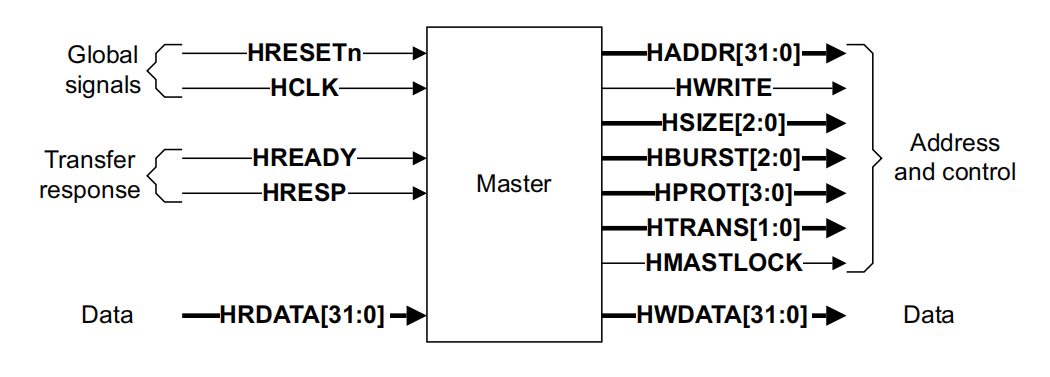 Global
signals
HRESETn
HCLK
Transfer
response
HREADY
HRESP
Data
HRDATA[31:0]
Master
HADDR[31:0]
HWRITE
HSIZE[2:0]
HBURST[2:0]
HPROT[3:0]
HTRANS[1:0]
HMASTLOCK
Address
and control
HWDATA[31:0]
Data